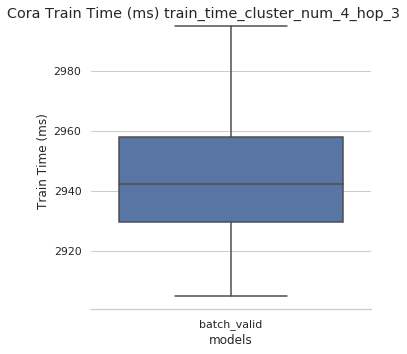 Cora Train Time (ms) train_time_cluster_num_4_hop_3
2980
2960
2940
2920
Train Time (ms)
batch_valid
models